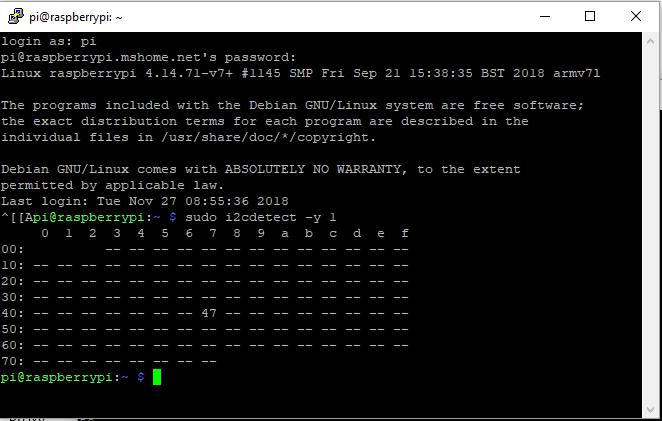 pi@raspberrypi: ~
login as: pi
pi@raspberrypi.mshome.net's password:
Linux raspberrypi 4.14.71-v7+ #1145 SMP Fri Sep 21 15:38:35 BST 2018 armv7l

The programs included with the Debian GNU/Linux system are free software;
the exact distribution terms for each program are described in the
individual files in /usr/share/doc/*/copyright.

Debian GNU/Linux comes with ABSOLUTELY NO WARRANTY, to the extent
permitted by applicable law.
Last login: Tue Nov 27 08:55:36 2018
^[[Api@raspberrypi:~ $ sudo i2cdetect -y 1
     0  1  2  3  4  5  6  7  8  9  a  b  c  d  e  f
00:          -- -- -- -- -- -- -- -- -- -- -- -- --
10: -- -- -- -- -- -- -- -- -- -- -- -- -- -- -- --
20: -- -- -- -- -- -- -- -- -- -- -- -- -- -- -- --
30: -- -- -- -- -- -- -- -- -- -- -- -- -- -- -- --
40: -- -- -- -- -- -- -- 47 -- -- -- -- -- -- -- --
50: -- -- -- -- -- -- -- -- -- -- -- -- -- -- -- --
60: -- -- -- -- -- -- -- -- -- -- -- -- -- -- -- --
70: -- -- -- -- -- -- -- --
pi@raspberrypi:~ $